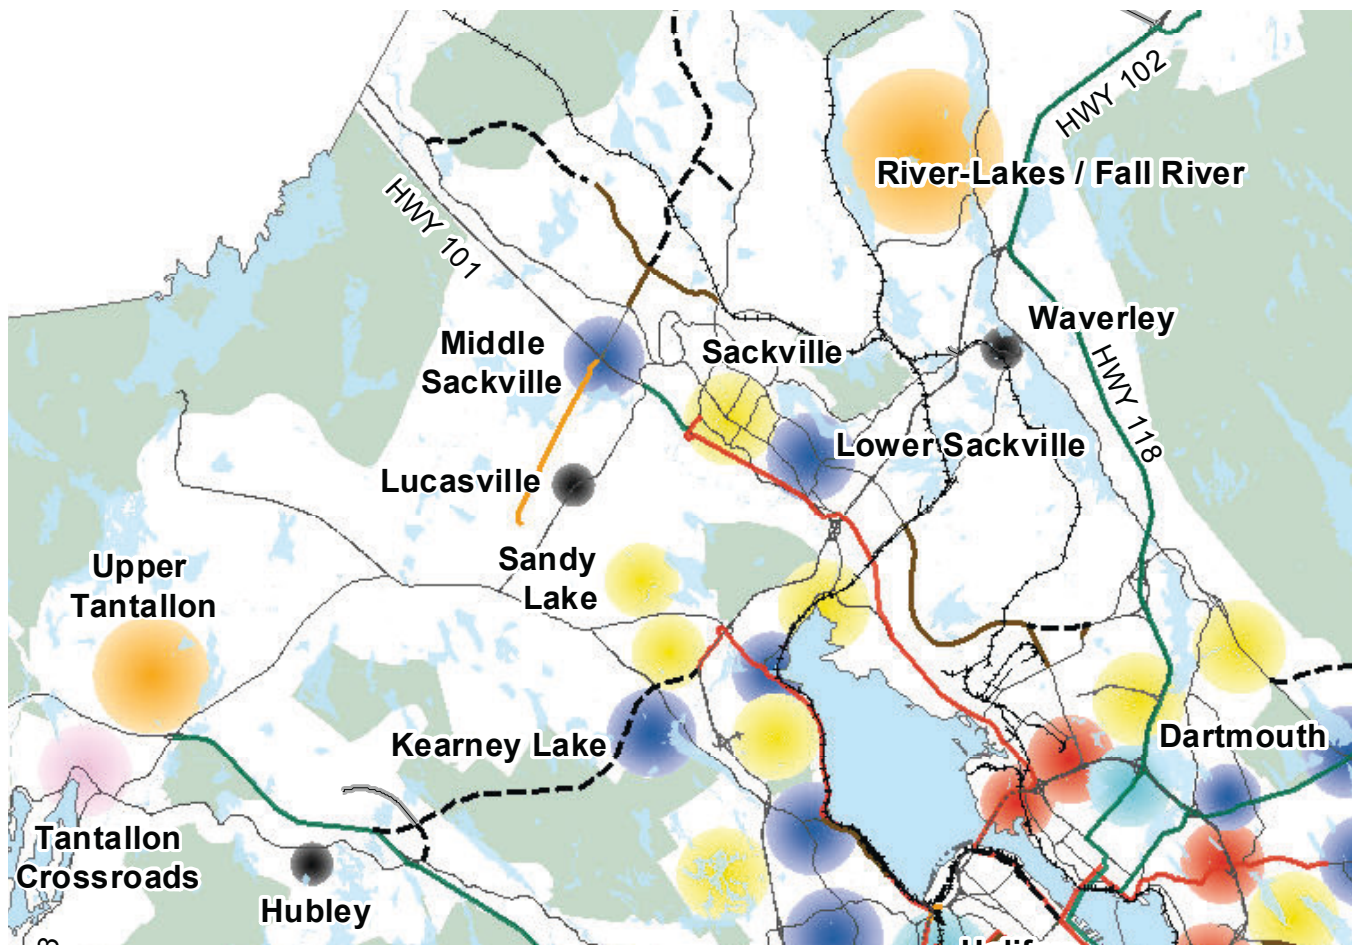 HWY 102
River-Lakes / Fall River
HWY 101
Waverley
Middle
Sackville
Sackville
HWY 118
Lower Sackville
Lucasville
Sandy
Lake
Upper
Tantallon
Kearney Lake
Dartmouth
Tantallon
Crossroads
Hubley